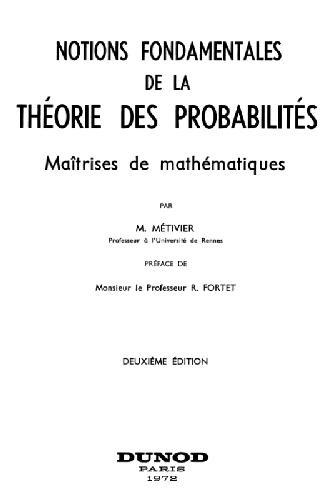 NOTIONS FONDAMENTALES
DE LA
THÉORIE DES PROBABILITÉS
Maîtrises de mathématiques
PAR
M. MÉTIVIER
Professeur à l'Université de Rennes
PRÉFACE DE
Monsieur le Professeur R. FORTET
DEUXIÈME ÉDITION
DUNOD
PARIS
1972